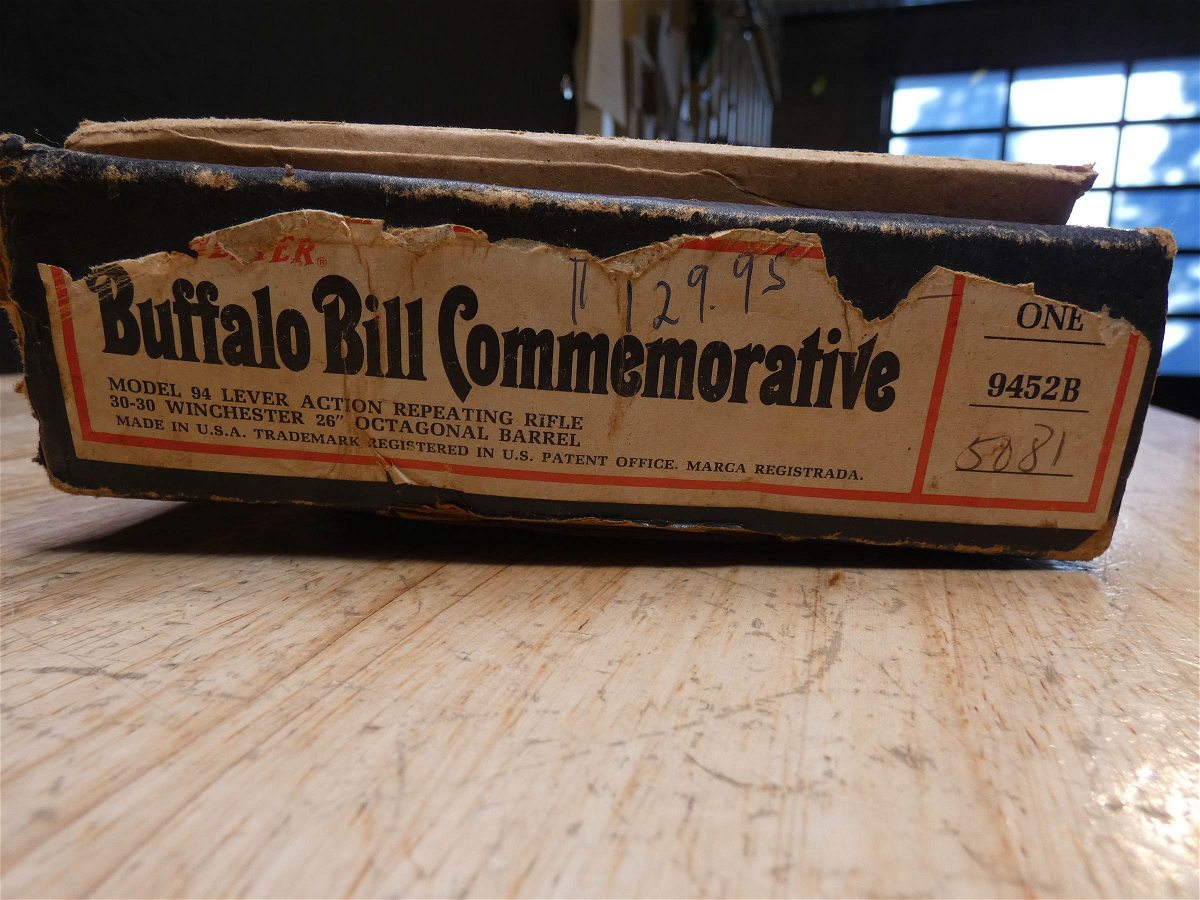 Buffalo Bill Commemorative
129.95
MODEL 94 LEVER ACTION REPEATING RIFLE
30-30 WINCHESTER 26" OCTAGONAL BARREL
MADE IN U.S.A. TRADEMARK REGISTERED IN U.S. PATENT OFFICE. MARCA REGISTRADA.
ONE
9452B
5081